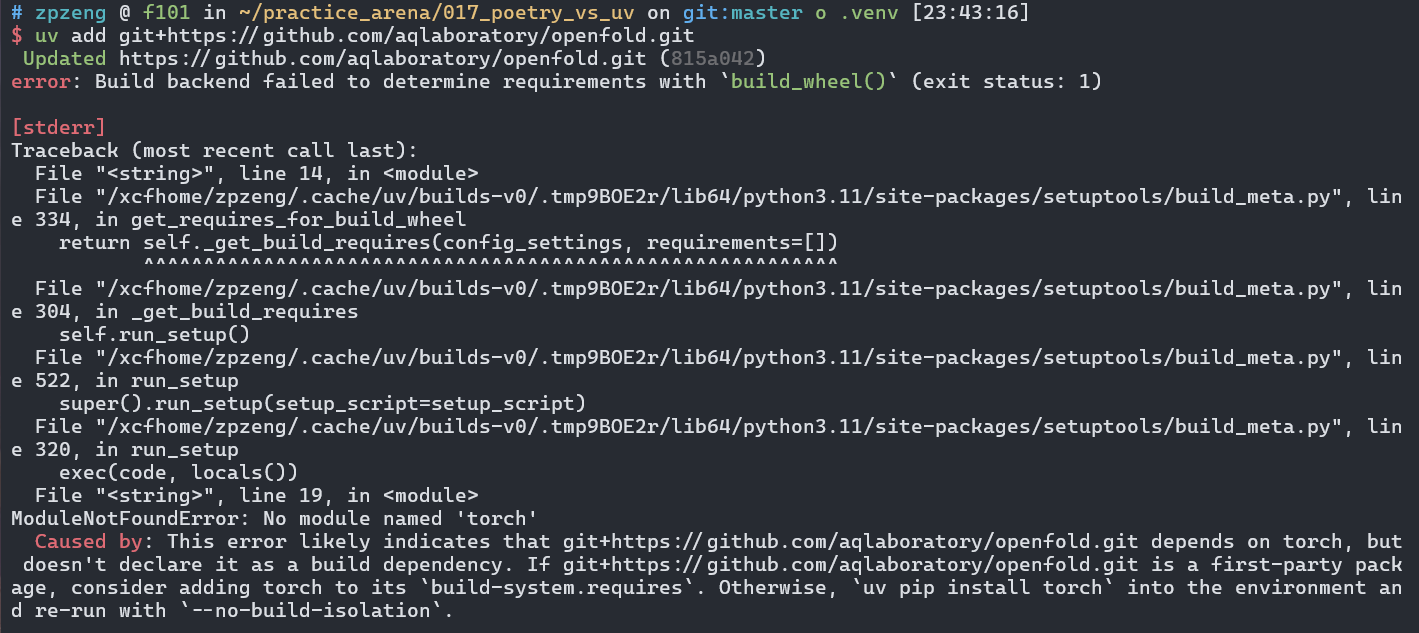 # zpzeng @ f101 in ~/practice_arena/017_poetry_vs_uv on git:master o .venv [23:43:16]
$ uv add git+https://github.com/aqlaboratory/openfold.git
 Updated https://github.com/aqlaboratory/openfold.git (815a042)
error: Build backend failed to determine requirements with `build_wheel()` (exit status: 1)

[stderr]
Traceback (most recent call last):
  File "<string>", line 14, in <module>
  File "/xcfhome/zpzeng/.cache/uv/builds-v0/.tmp9BOE2r/lib64/python3.11/site-packages/setuptools/build_meta.py", lin
e 334, in get_requires_for_build_wheel
    return self._get_build_requires(config_settings, requirements=[])
           ^^^^^^^^^^^^^^^^^^^^^^^^^^^^^^^^^^^^^^^^^^^^^^^^^^^^^^^^^^
  File "/xcfhome/zpzeng/.cache/uv/builds-v0/.tmp9BOE2r/lib64/python3.11/site-packages/setuptools/build_meta.py", lin
e 304, in _get_build_requires
    self.run_setup()
  File "/xcfhome/zpzeng/.cache/uv/builds-v0/.tmp9BOE2r/lib64/python3.11/site-packages/setuptools/build_meta.py", lin
e 522, in run_setup
    super().run_setup(setup_script=setup_script)
  File "/xcfhome/zpzeng/.cache/uv/builds-v0/.tmp9BOE2r/lib64/python3.11/site-packages/setuptools/build_meta.py", lin
e 320, in run_setup
    exec(code, locals())
  File "<string>", line 19, in <module>
ModuleNotFoundError: No module named 'torch'
  Caused by: This error likely indicates that git+https://github.com/aqlaboratory/openfold.git depends on torch, but
 doesn't declare it as a build dependency. If git+https://github.com/aqlaboratory/openfold.git is a first-party pack
age, consider adding torch to its `build-system.requires`. Otherwise, `uv pip install torch` into the environment an
d re-run with `--no-build-isolation`.